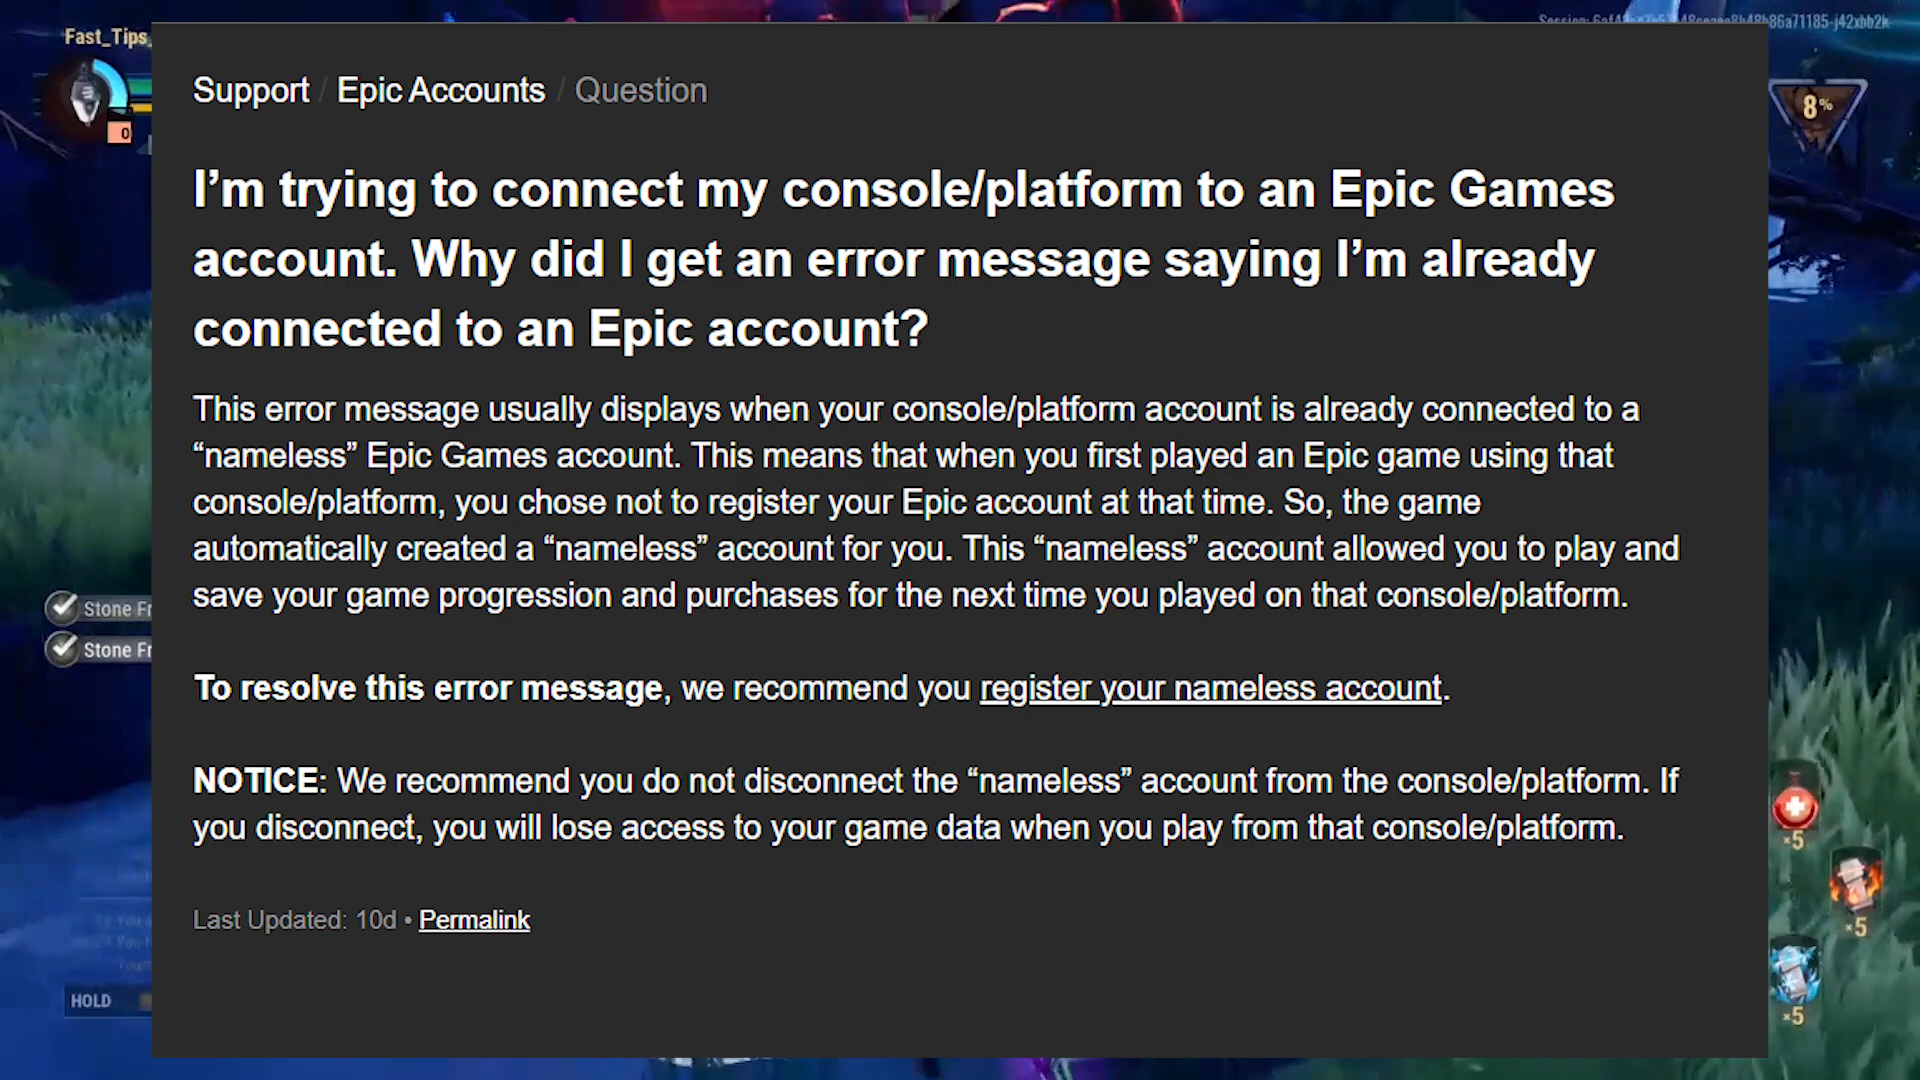 Fast_Tips
8%
0
Support / Epic Accounts / Question
I’m trying to connect my console/platform to an Epic Games
account. Why did I get an error message saying I’m already
connected to an Epic account?
This error message usually displays when your console/platform account is already connected to a
“nameless” Epic Games account. This means that when you first played an Epic game using that
console/platform, you chose not to register your Epic account at that time. So, the game
automatically created a “nameless” account for you. This “nameless” account allowed you to play and
save your game progression and purchases for the next time you played on that console/platform.
Stone
Stone
To resolve this error message, we recommend you register your nameless account.
NOTICE: We recommend you do not disconnect the “nameless” account from the console/platform. If
you disconnect, you will lose access to your game data when you play from that console/platform.
×5
Last Updated: 10d • Permalink
×5
HOLD
×5